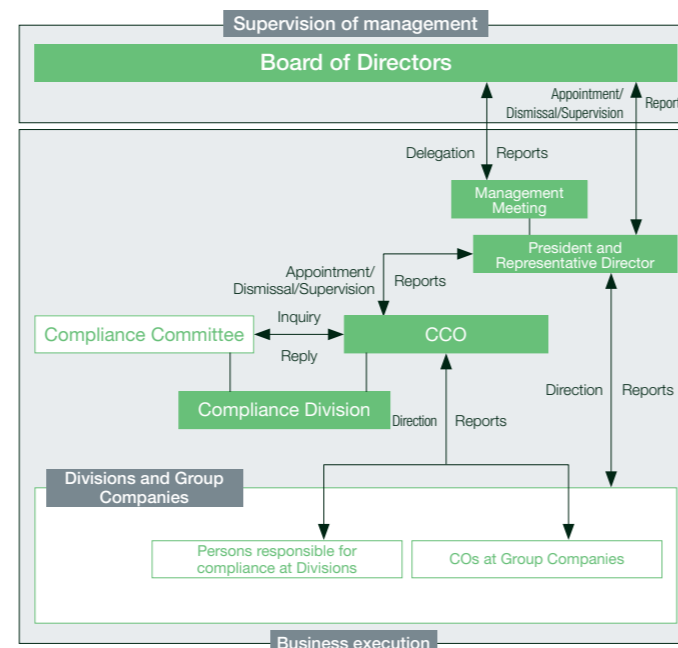 Supervision of management
Board of Directors
Appointment/
Dismissal/Supervision
Delegation
Reports
Management
Meeting
President and
Representative Director
Appointment/
Dismissal/Supervision
Reports
Inquiry
Compliance Committee
CCO
Reply
Compliance Division
Direction
Reports
Direction
Reports
Divisions and Group
Companies
Persons responsible for
compliance at Divisions
COs at Group Companies
Business execution